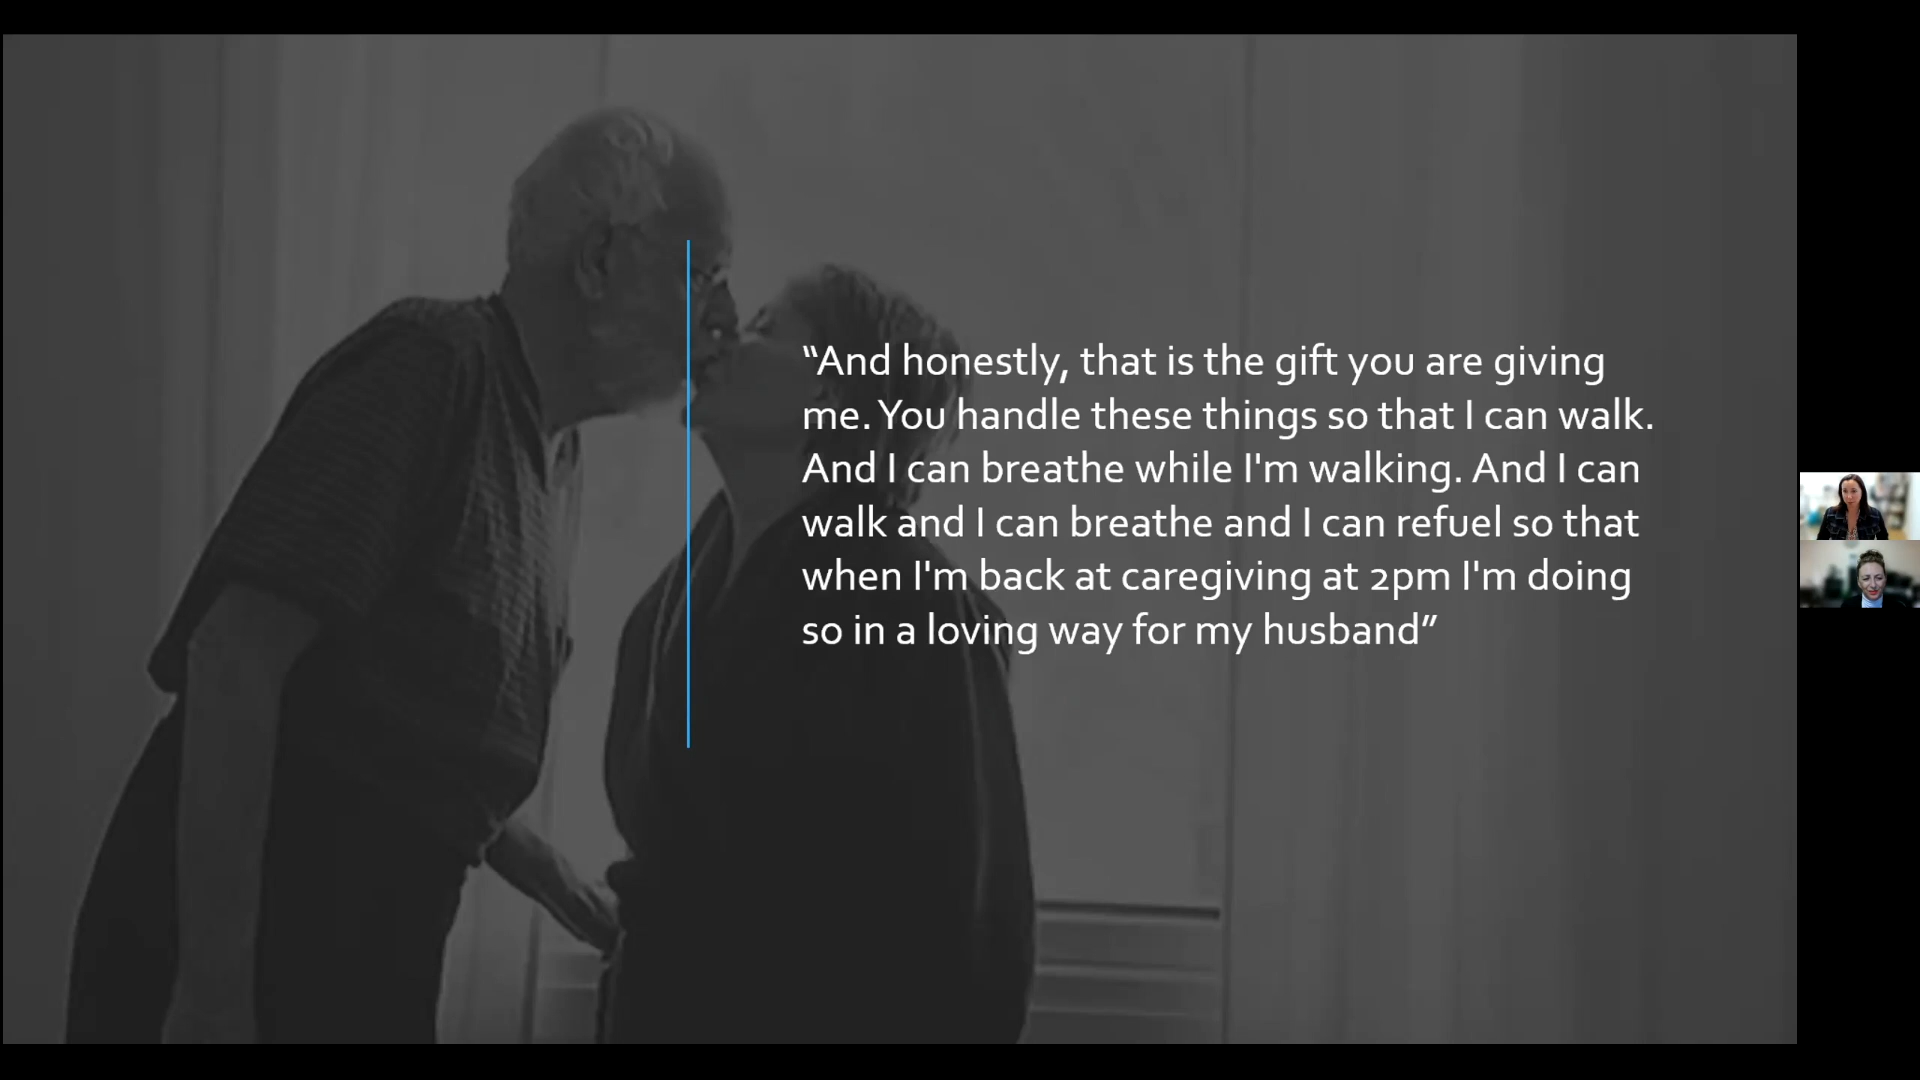 “And honestly, that is the gift you are giving
me. You handle these things so that I can walk.
And I can breathe while I'm walking. And I can
walk and I can breathe and I can refuel so that
when I'm back at caregiving at 2pm I'm doing
so in a loving way for my husband”